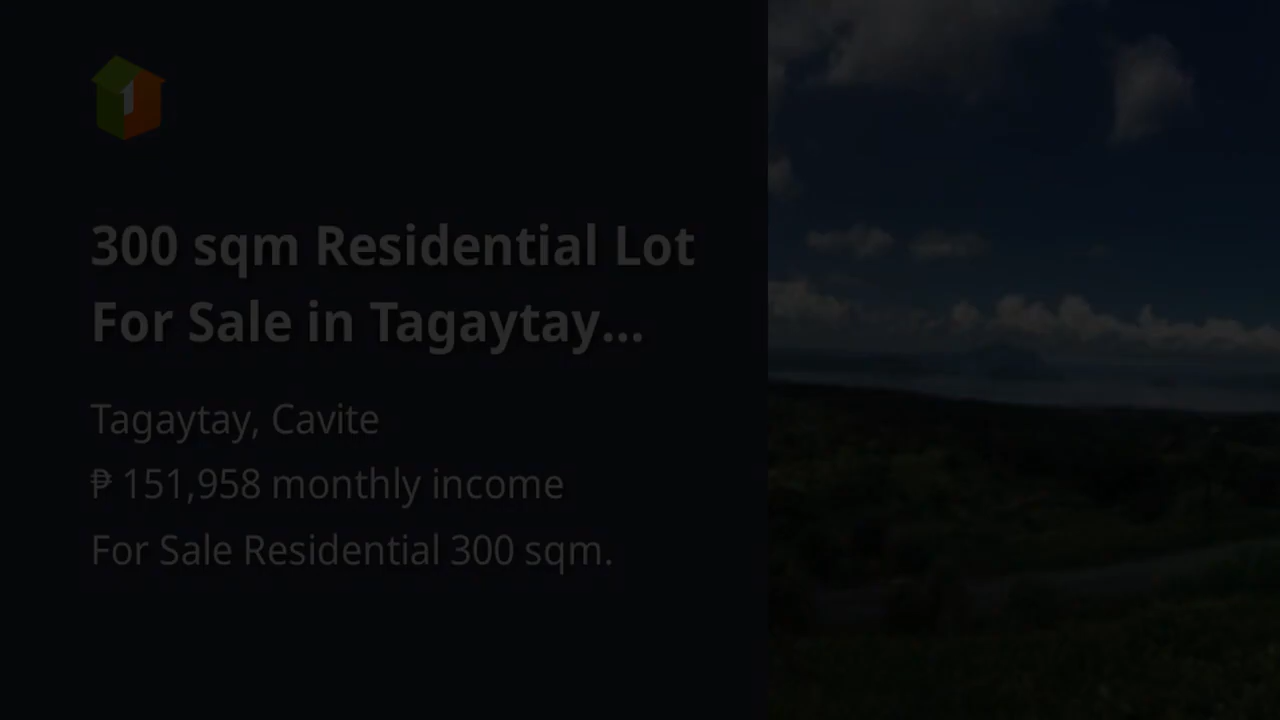 300 sqm Residential Lot
For Sale in Tagaytay...
Tagaytay, Cavite
₱ 151,958 monthly income
For Sale Residential 300 sqm.